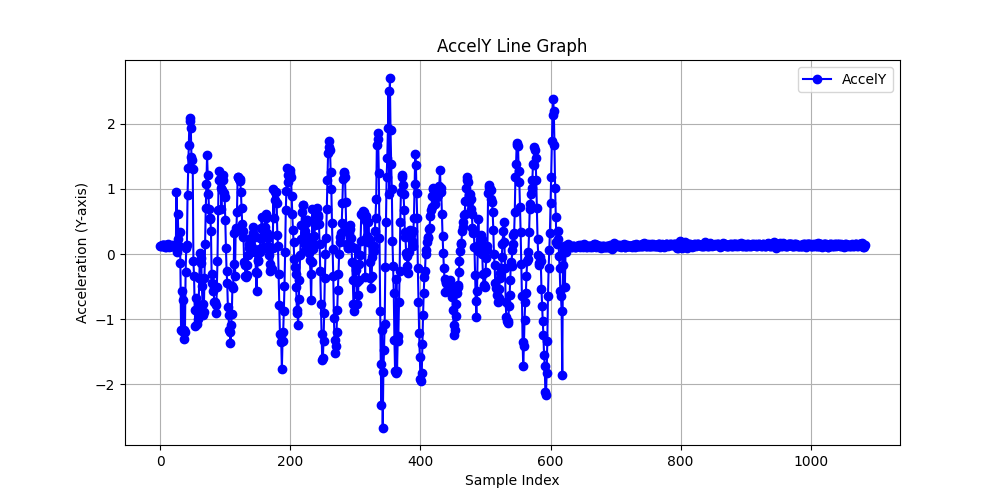 AccelY Line Graph
AccelY
Acceleration (Y-axis)
2
1
0
−1
−2
0 200 400 600 800 1000
Sample Index